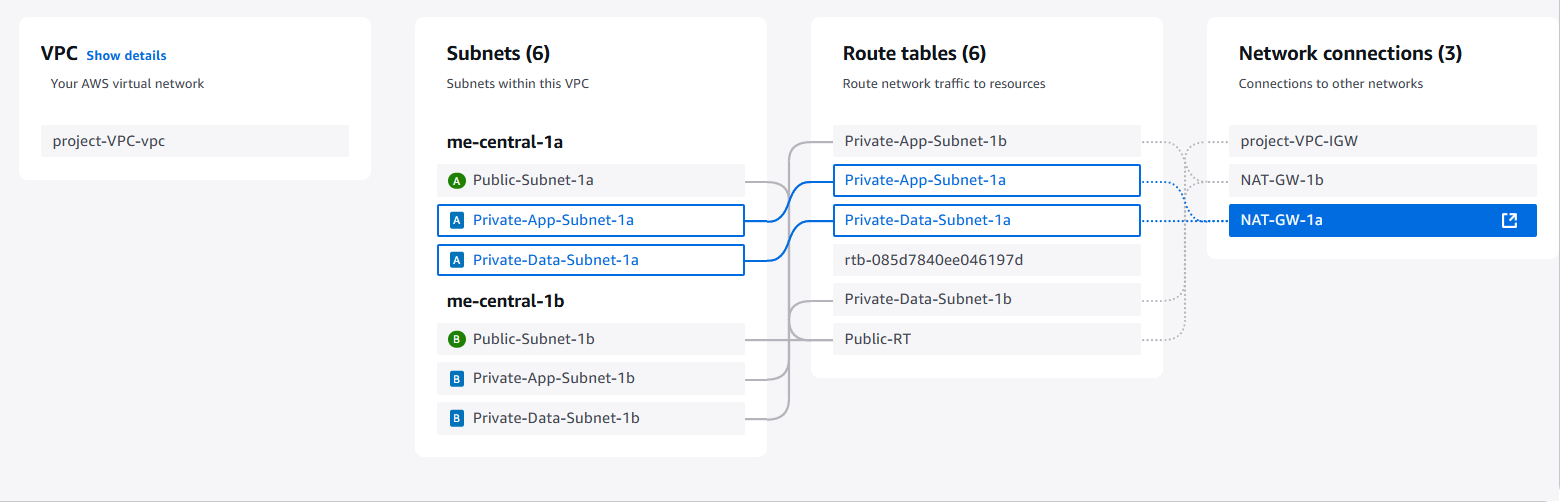 VPC Show details
Your AWS virtual network
project-VPC-vpc
Subnets (6)
Subnets within this VPC
me-central-1a
A Public-Subnet-1a
A Private-App-Subnet-1a
A Private-Data-Subnet-1a
me-central-1b
B Public-Subnet-1b
B Private-App-Subnet-1b
B Private-Data-Subnet-1b
Route tables (6)
Route network traffic to resources
Private-App-Subnet-1b
Private-App-Subnet-1a
Private-Data-Subnet-1a
rtb-085d7840ee046197d
Private-Data-Subnet-1b
Public-RT
Network connections (3)
Connections to other networks
project-VPC-IGW
NAT-GW-1b
NAT-GW-1a